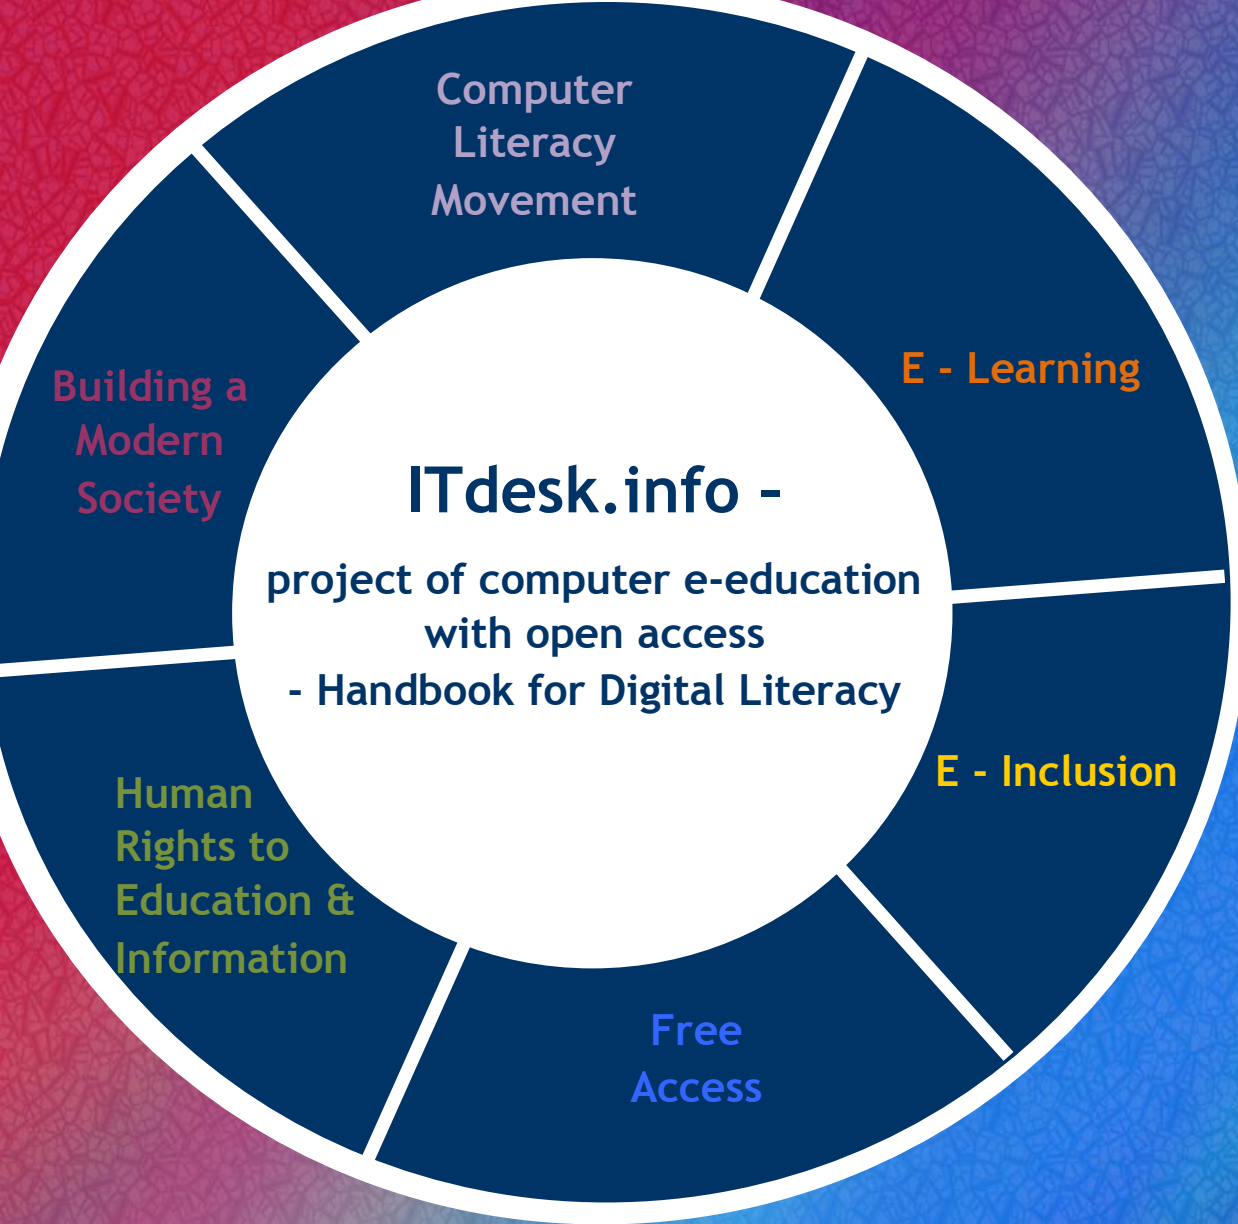 Computer
Literacy
Movement
E - Learning
Building a
Modern
Society
ITdesk.info –
project of computer e-education
with open access
- Handbook for Digital Literacy
E - Inclusion
Human
Rights to
Education &
Information
Free
Access